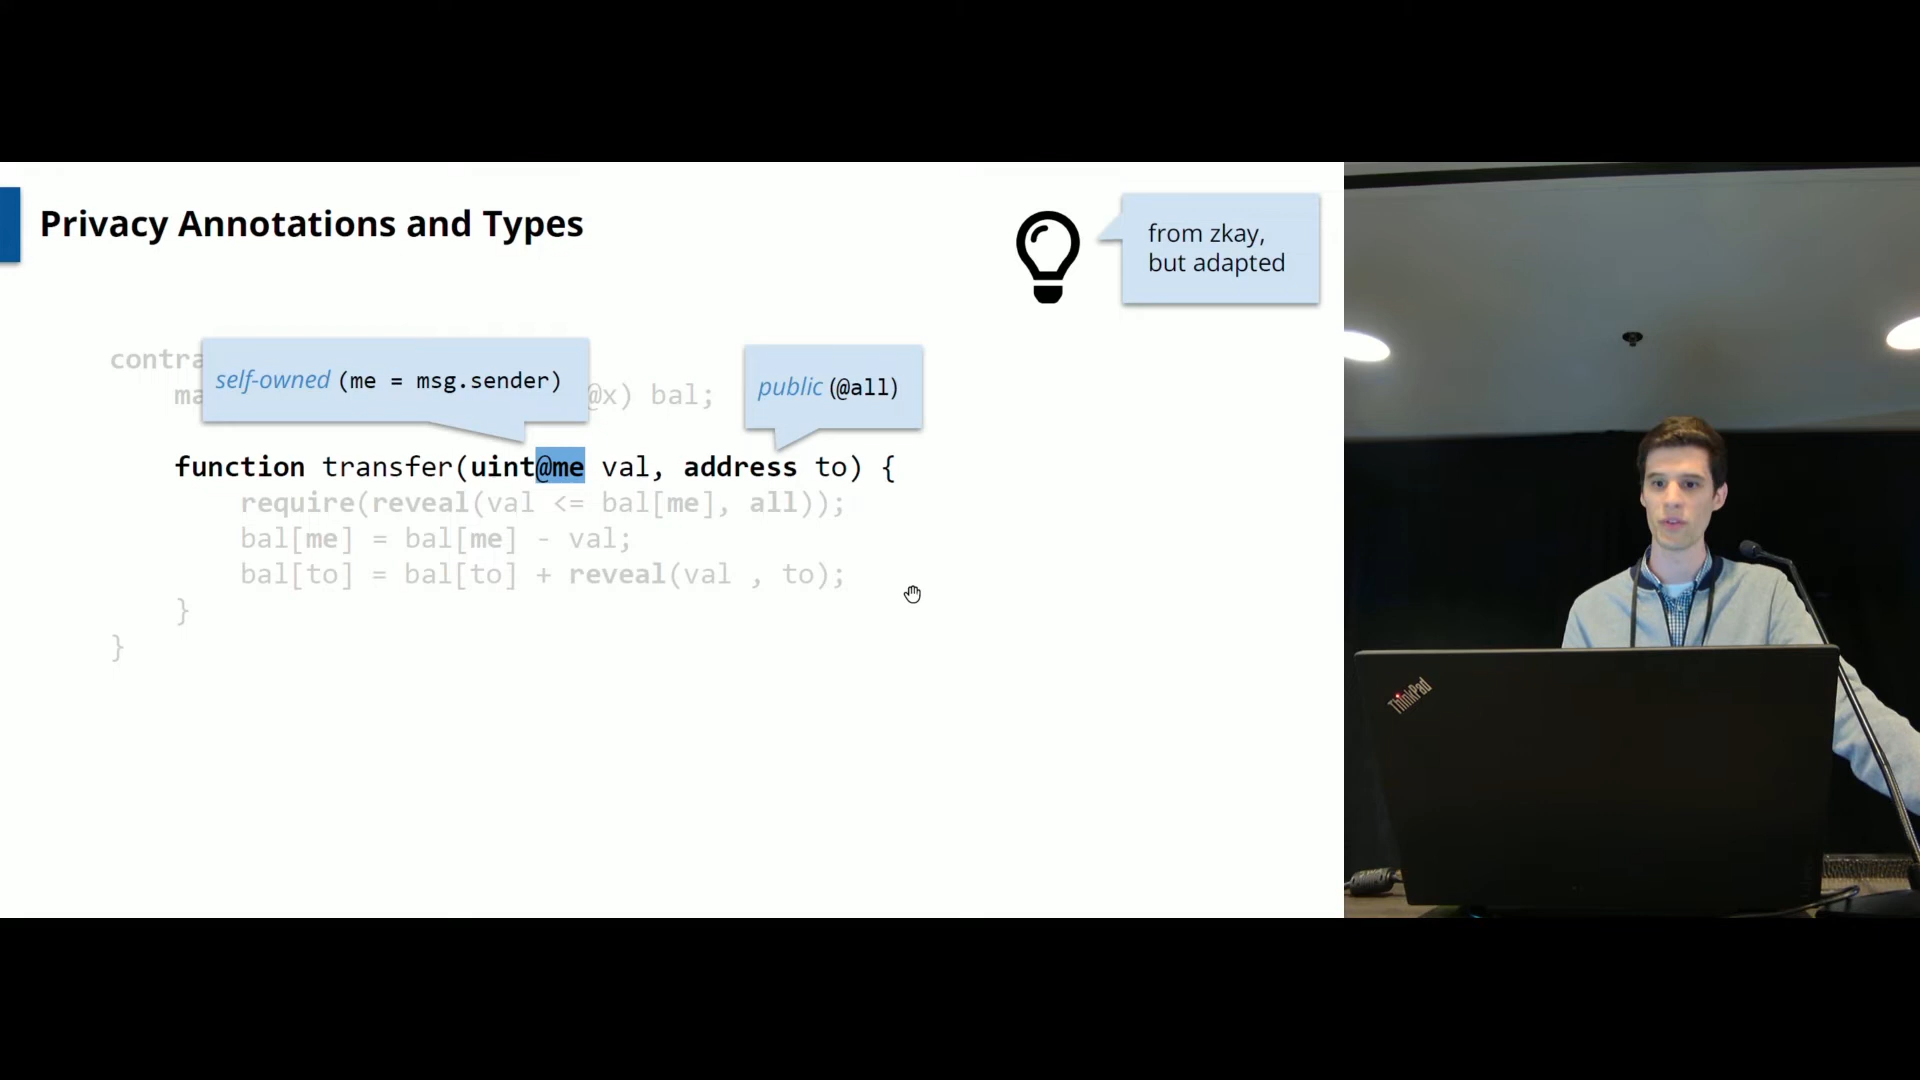 Privacy Annotations and Types
from zkay,
but adapted
contra
self-owned (me = msg.sender)
public (@all)
ma @x) bal;
function transfer(uint@me val, address to) {
require(reveal(val <= bal[me], all));
bal[me] = bal[me] - val;
bal[to] = bal[to] + reveal(val , to);
}
}
ThinkPad